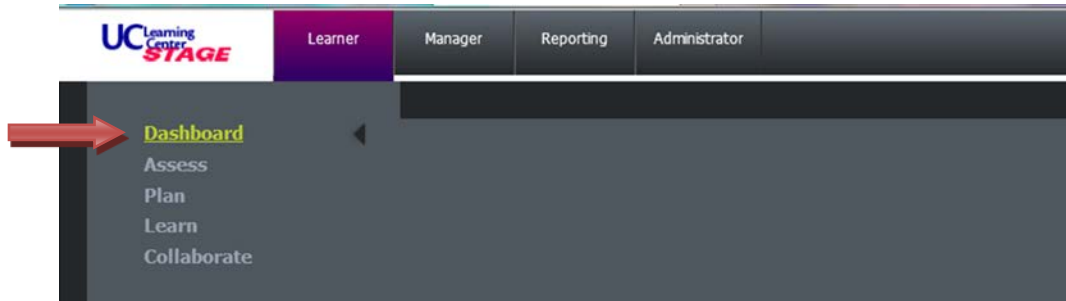 UC Learning
Center
STAGE
Learner
Manager
Reporting
Administrator
Dashboard
Assess
Plan
Learn
Collaborate